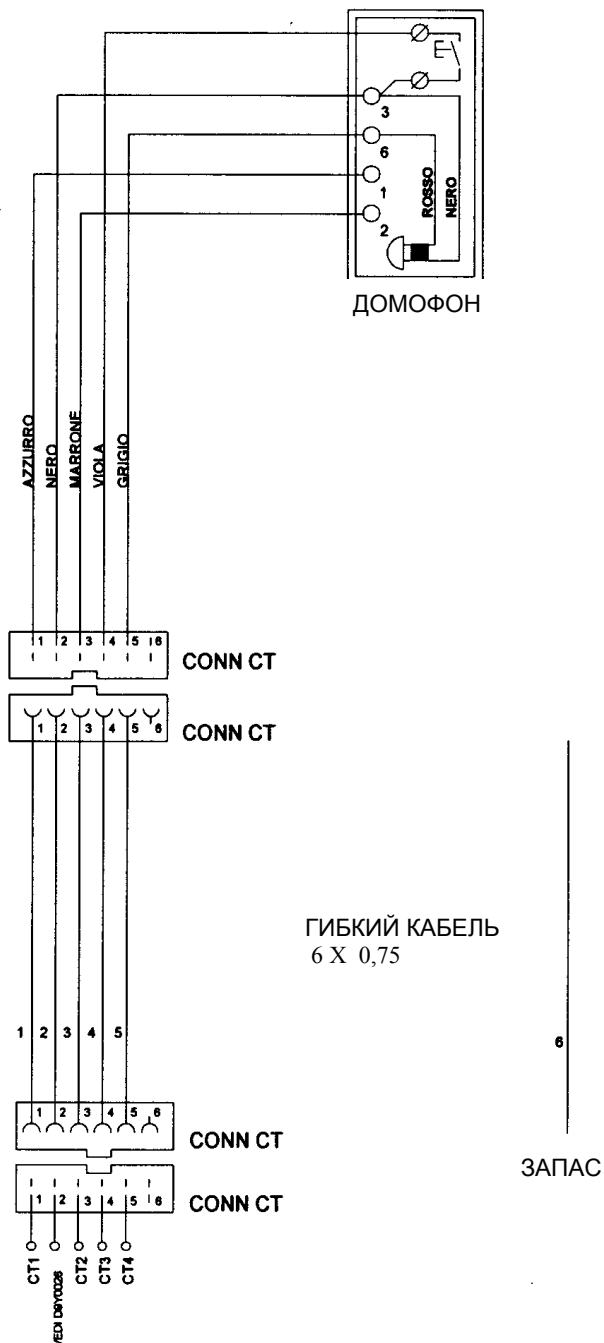 3
6
1
2
ROSSO
NERO
ДОМОФОН
AZZURRO
NERO
MARRONE
VIOLA
GRIGIO
1 2 3 4 5 6
CONN CT
CONN CT
1 2 3 4 5 6
ГИБКИЙ КАБЕЛЬ
6 X 0,75
1 2 3 4 5
6
1 2 3 4 5 6
CONN CT
ЗАПАС
CONN CT
1 2 3 4 5 6
CT1
VEDI D9Y0026
CT2
CT3
CT4